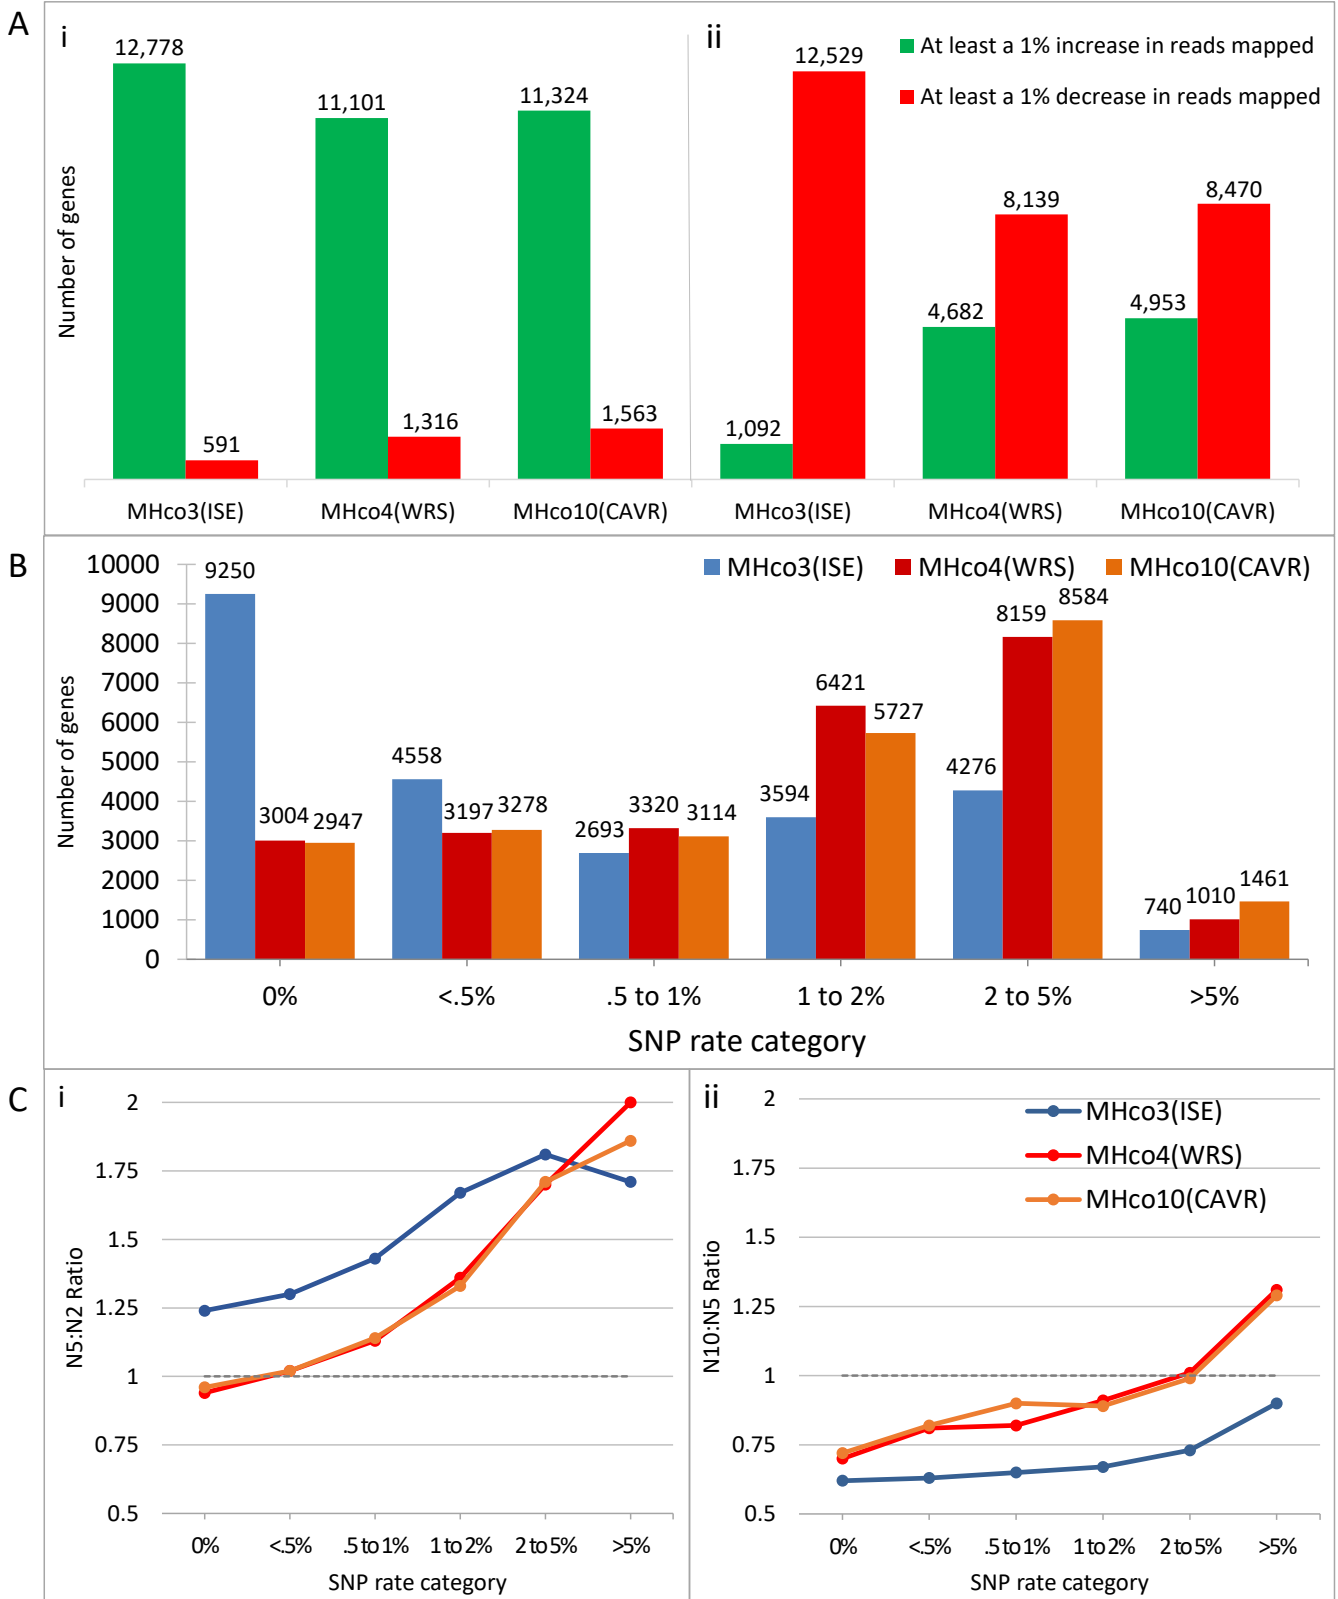 A
i
ii
At least a 1% increase in reads mapped
At least a 1% decrease in reads mapped
Number of genes
12,778
591
11,101
1,316
11,324
1,563
1,092
12,529
4,682
8,139
4,953
8,470
MHco3(ISE)
MHco4(WRS)
MHco10(CAVR)
MHco3(ISE)
MHco4(WRS)
MHco10(CAVR)
B
MHco3(ISE)
MHco4(WRS)
MHco10(CAVR)
Number of genes
10000
9000
8000
7000
6000
5000
4000
3000
2000
1000
0
9250
3004
2947
4558
3197
3278
2693
3320
3114
3594
6421
5727
4276
8159
8584
740
1010
1461
0%
<.5%
.5 to 1%
1 to 2%
2 to 5%
>5%
SNP rate category
C
i
N5:N2 Ratio
2
1.75
1.5
1.25
1
0.75
0.5
0%
<.5%
.5 to 1%
1 to 2%
2 to 5%
>5%
SNP rate category
ii
MHco3(ISE)
MHco4(WRS)
MHco10(CAVR)
N10:N5 Ratio
2
1.75
1.5
1.25
1
0.75
0.5
0%
<.5%
.5 to 1%
1 to 2%
2 to 5%
>5%
SNP rate category